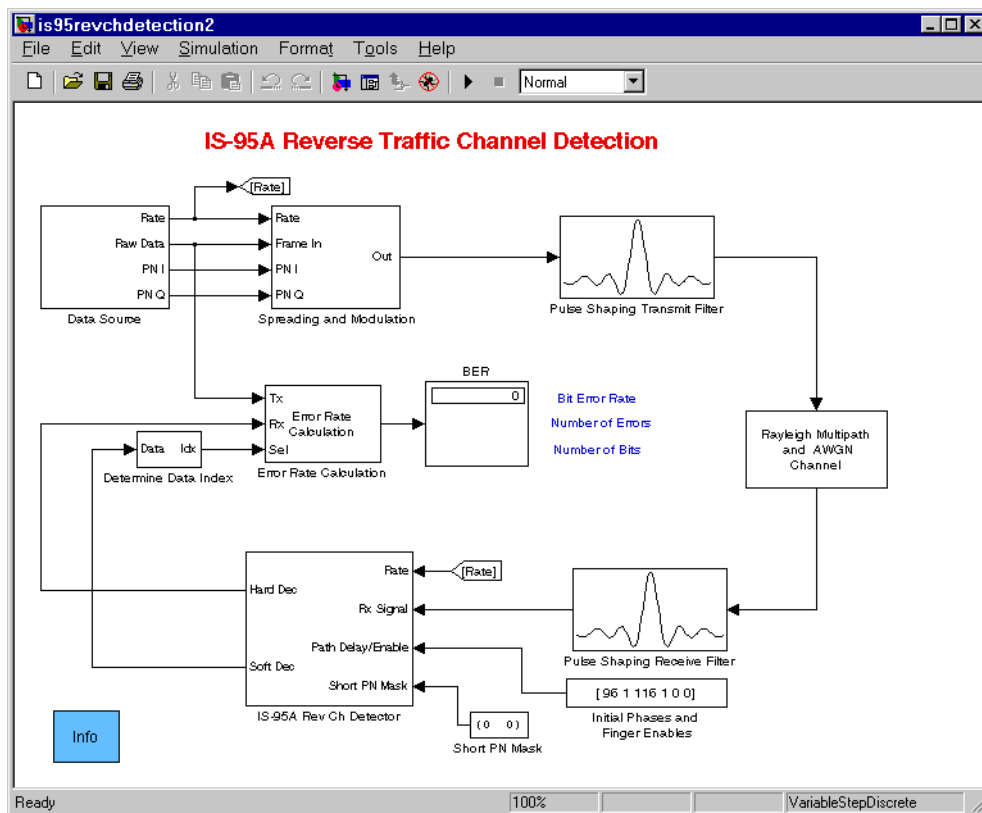 is95revchdetection2
File Edit View Simulation Format Tools Help
Normal
IS-95A Reverse Traffic Channel Detection
[Rate]
Rate
Raw Data
PN I
PN Q
Data Source
Rate
Frame In
PN I
PN Q
Out
Spreading and Modulation
Pulse Shaping Transmit Filter
BER
0
Bit Error Rate
Number of Errors
Number of Bits
Tx
Rx
Sel
Error Rate
Calculation
Error Rate Calculation
Data Idx
Determine Data Index
Rayleigh Multipath
and AWGN
Channel
Hard Dec
Soft Dec
Rate
Rx Signal
Path Delay/Enable
Short PN Mask
IS-95A Rev Ch Detector
[Rate]
Pulse Shaping Receive Filter
[ 96 1 116 1 0 0]
Initial Phases and
Finger Enables
(0 0)
Short PN Mask
Info
Ready 100% VariableStepDiscrete